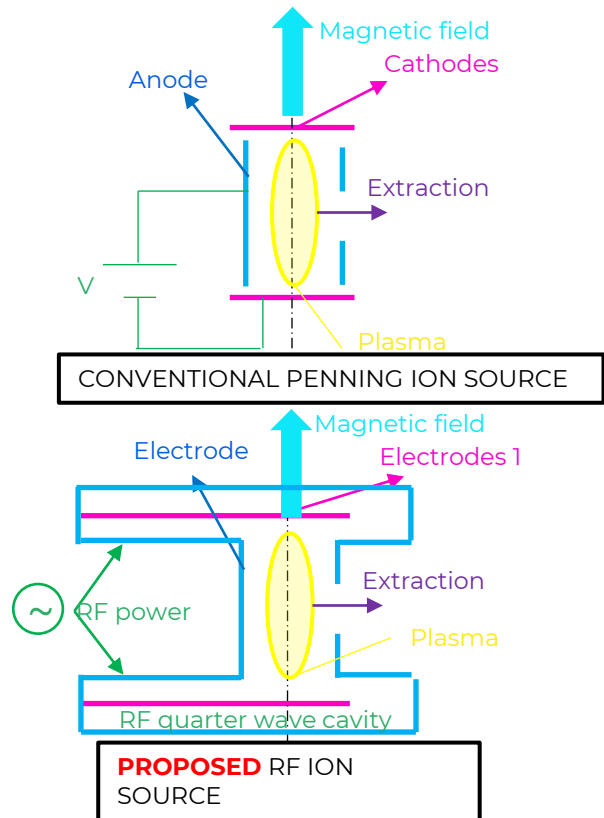 Magnetic field
Cathodes
Anode
Extraction
V
Plasma
CONVENTIONAL PENNING ION SOURCE
Magnetic field
Electrode
Electrodes 1
Extraction
~
RF power
Plasma
RF quarter wave cavity
PROPOSED RF ION
SOURCE